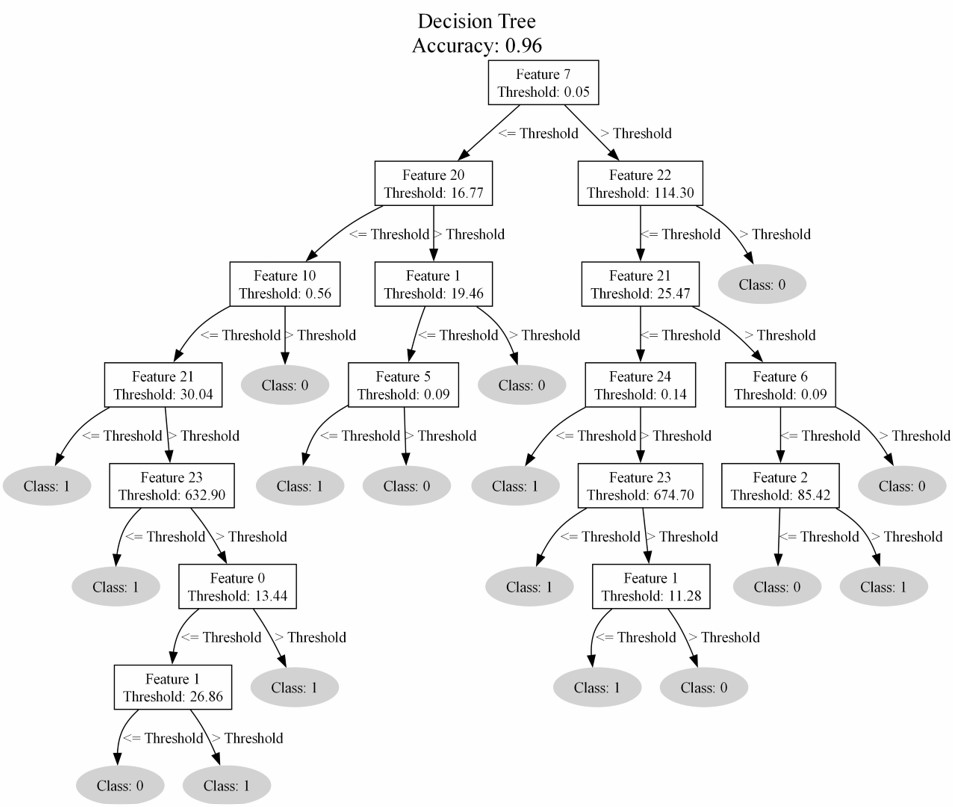 Decision Tree
Accuracy: 0.96
Feature 7
Threshold: 0.05
<= Threshold
> Threshold
Feature 20
Threshold: 16.77
Feature 22
Threshold: 114.30
<= Threshold
> Threshold
<= Threshold
> Threshold
Feature 10
Threshold: 0.56
Feature 1
Threshold: 19.46
Feature 21
Threshold: 25.47
Class: 0
<= Threshold
> Threshold
<= Threshold
> Threshold
<= Threshold
> Threshold
Feature 21
Threshold: 30.04
Class: 0
Feature 5
Threshold: 0.09
Class: 0
Feature 24
Threshold: 0.14
Feature 6
Threshold: 0.09
<= Threshold
> Threshold
<= Threshold
> Threshold
<= Threshold
> Threshold
<= Threshold
> Threshold
Class: 1
Feature 23
Threshold: 632.90
Class: 1
Class: 0
Class: 1
Feature 23
Threshold: 674.70
Feature 2
Threshold: 85.42
Class: 0
<= Threshold
> Threshold
<= Threshold
> Threshold
<= Threshold
> Threshold
Class: 1
Feature 0
Threshold: 13.44
Class: 1
Feature 1
Threshold: 11.28
Class: 0
Class: 1
<= Threshold
> Threshold
<= Threshold
> Threshold
Feature 1
Threshold: 26.86
Class: 1
Class: 1
Class: 0
<= Threshold
> Threshold
Class: 0
Class: 1